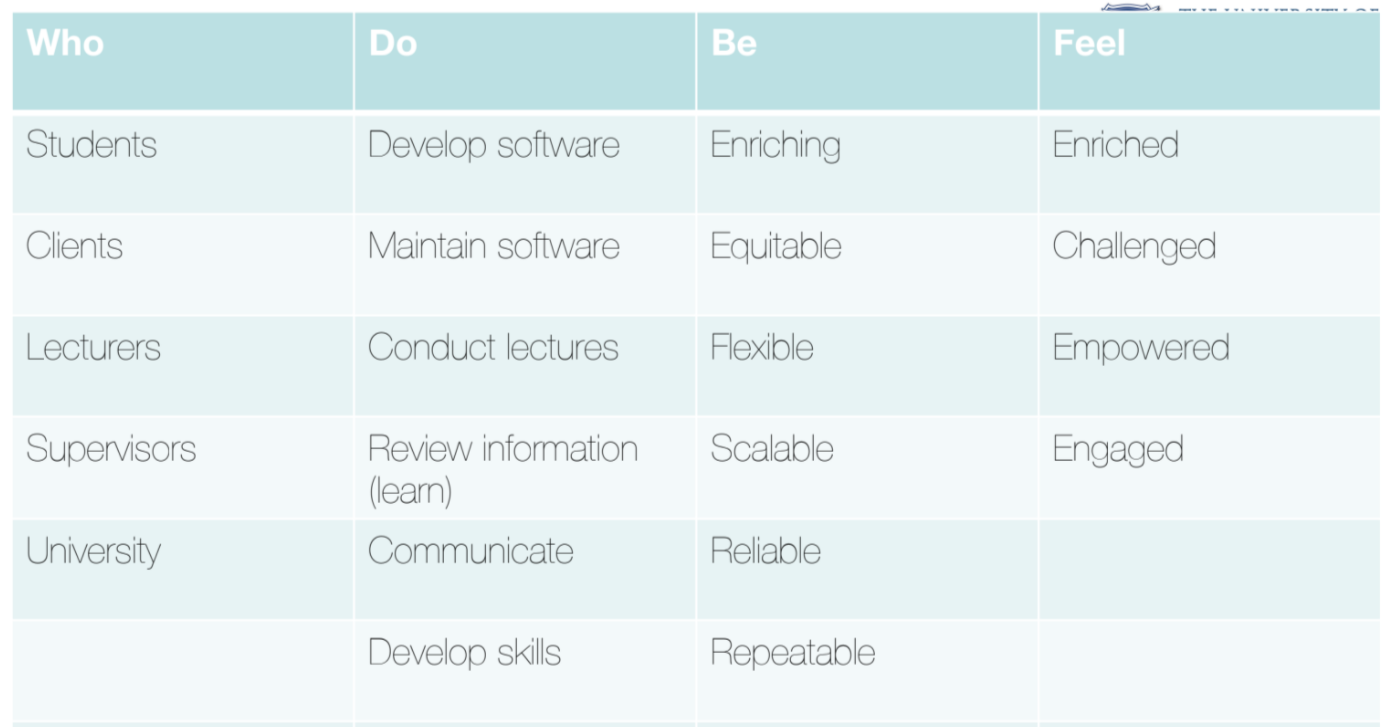 Who Do Be Feel
Students Develop software Enriching Enriched
Clients Maintain software Equitable Challenged
Lecturers Conduct lectures Flexible Empowered
Supervisors Review information Scalable Engaged
(learn)
University Communicate Reliable
Develop skills Repeatable